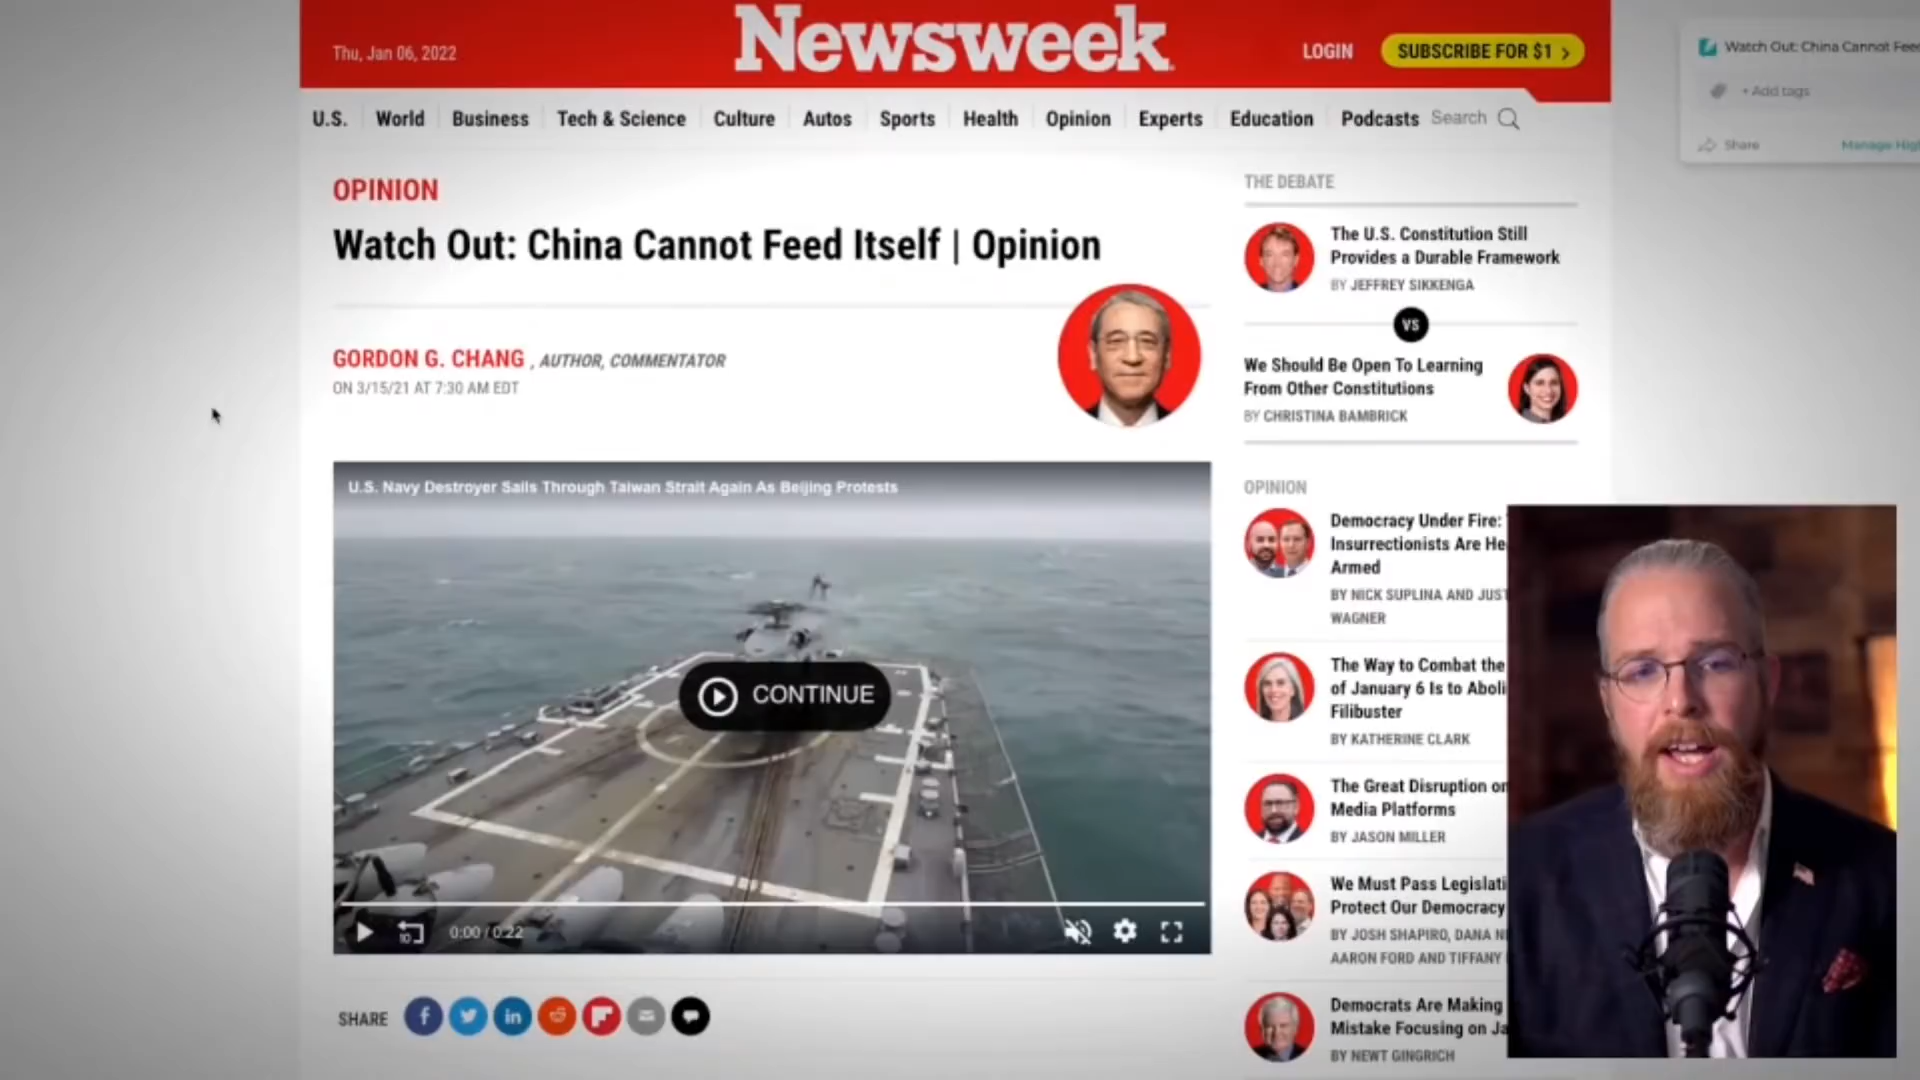 Thu, Jan 06, 2022
Newsweek
LOGIN
SUBSCRIBE FOR $1 >
U.S.
World
Business
Tech & Science
Culture
Autos
Sports
Health
Opinion
Experts
Education
Podcasts
Search
Watch Out: China Cannot Feed
+ Add tags
Share
Manage High
OPINION
Watch Out: China Cannot Feed Itself | Opinion
GORDON G. CHANG , AUTHOR, COMMENTATOR
ON 3/15/21 AT 7:30 AM EDT
U.S. Navy Destroyer Sails Through Taiwan Strait Again As Beijing Protests
CONTINUE
10
0:00 / 0:22
SHARE
THE DEBATE
The U.S. Constitution Still
Provides a Durable Framework
BY JEFFREY SIKKENGA
VS
We Should Be Open To Learning
From Other Constitutions
BY CHRISTINA BAMBRICK
OPINION
Democracy Under Fire:
Insurrectionists Are He
Armed
BY NICK SUPLINA AND JUST
WAGNER
The Way to Combat the
of January 6 Is to Aboli
Filibuster
BY KATHERINE CLARK
The Great Disruption on
Media Platforms
BY JASON MILLER
We Must Pass Legislati
Protect Our Democracy
BY JOSH SHAPIRO, DANA NE
AARON FORD AND TIFFANY
Democrats Are Making
Mistake Focusing on Ja
BY NEWT GINGRICH